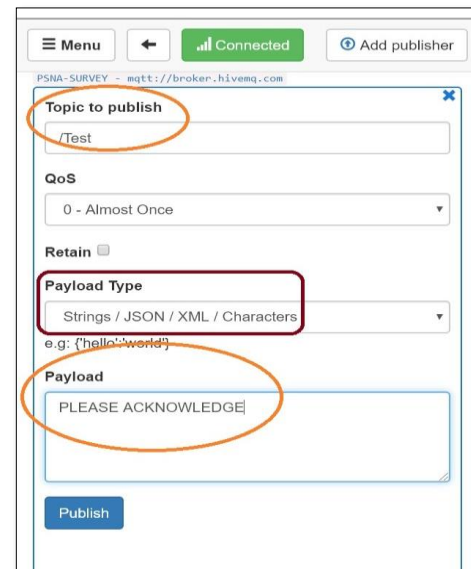 Menu Connected Add publisher
PSNA-SURVEY - mqtt://broker.hivemq.com
Topic to publish
/Test
QoS
0 - Almost Once
Retain
Payload Type
Strings / JSON / XML / Characters
e.g: {'hello':'world'}
Payload
PLEASE ACKNOWLEDGE
Publish